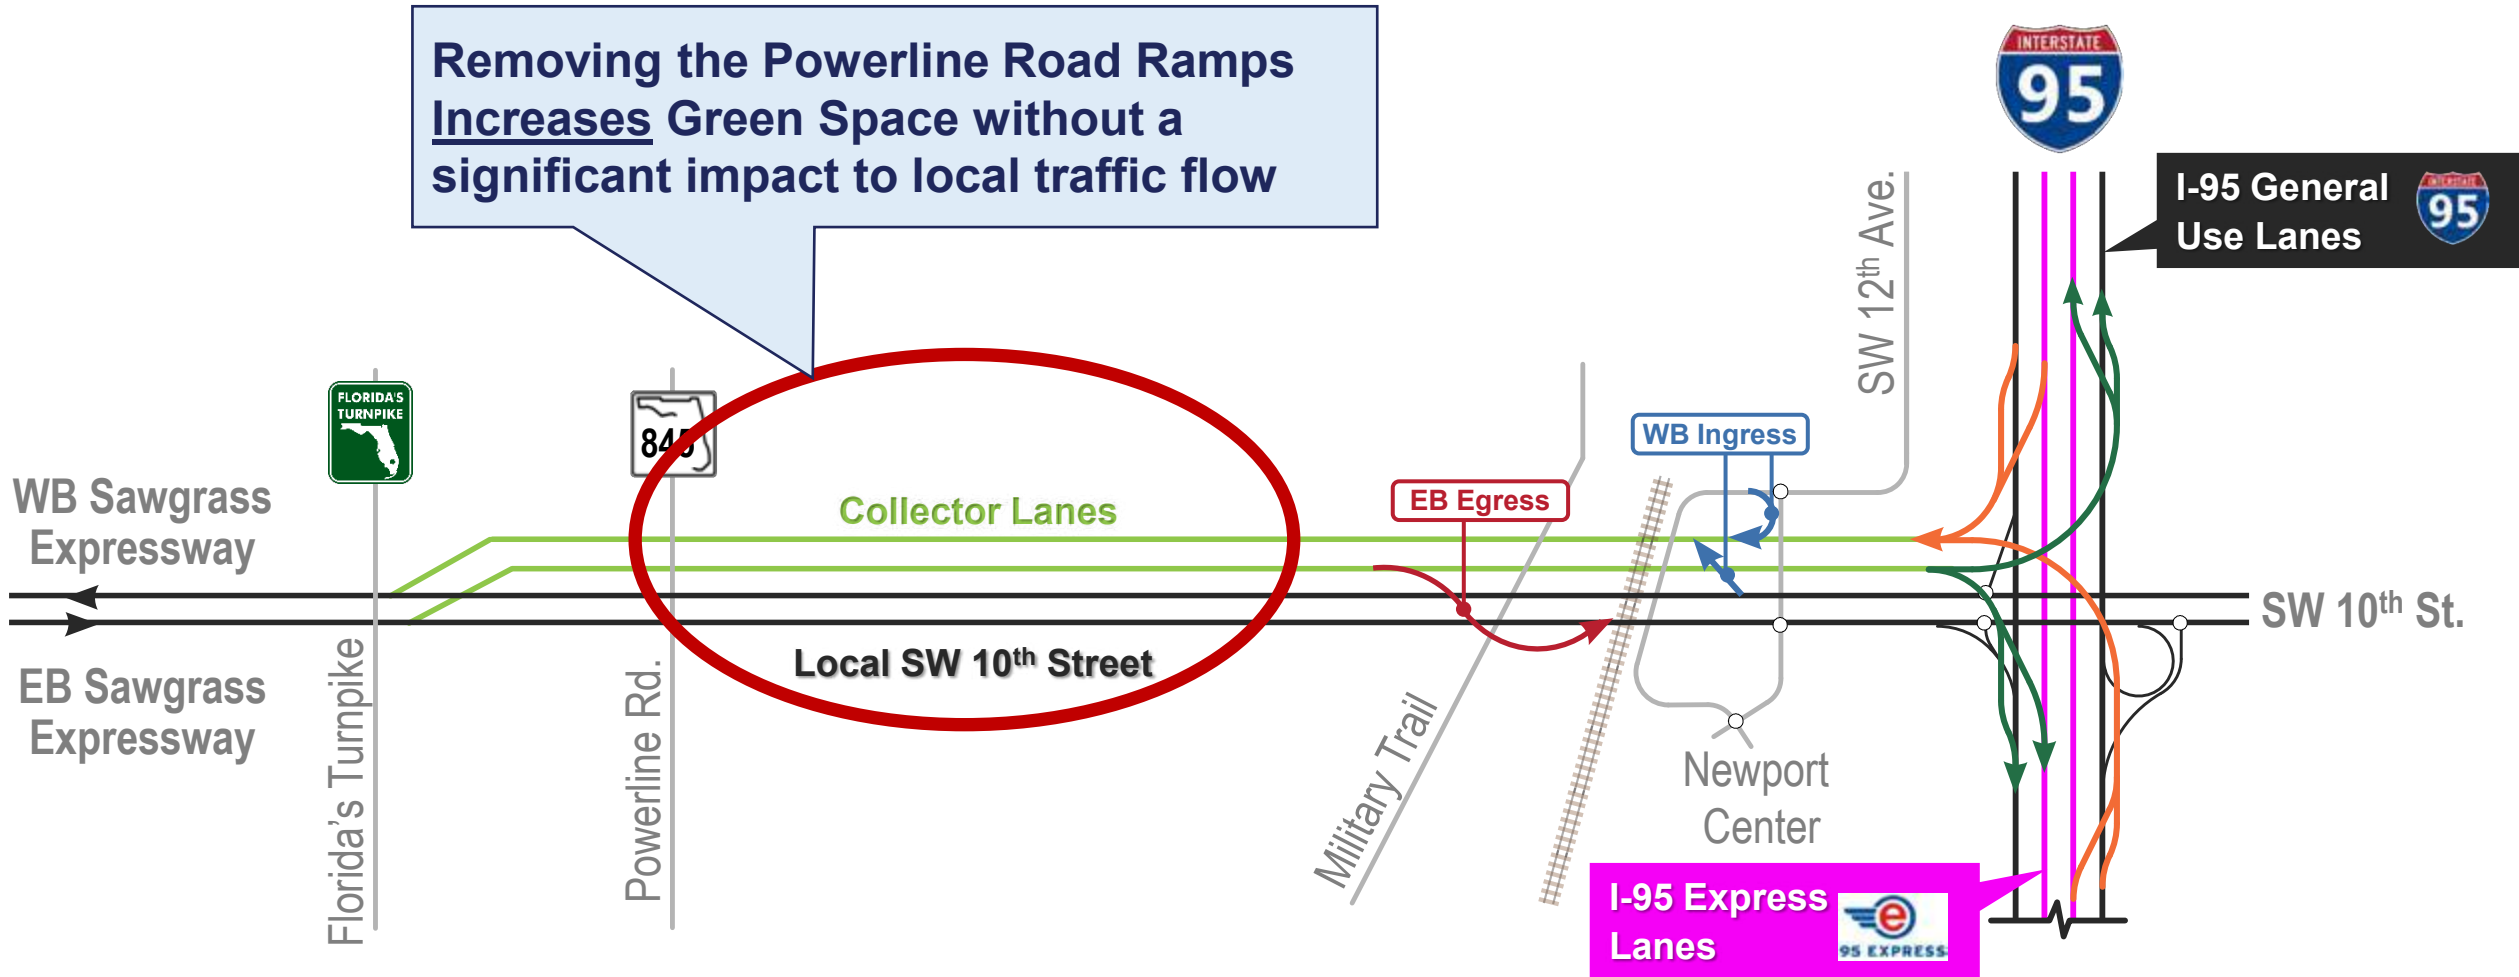 Removing the Powerline Road Ramps
Increases Green Space without a
significant impact to local traffic flow
INTERSTATE
95
I-95 General
Use Lanes
INTERSTATE
95
SW 12th Ave.
FLORIDA'S
TURNPIKE
845
WB Ingress
EB Egress
Collector Lanes
WB Sawgrass
Expressway
SW 10th St.
Local SW 10th Street
EB Sawgrass
Expressway
Florida's Turnpike
Powerline Rd.
Military Trail
Newport
Center
I-95 Express
Lanes
e
95 EXPRESS